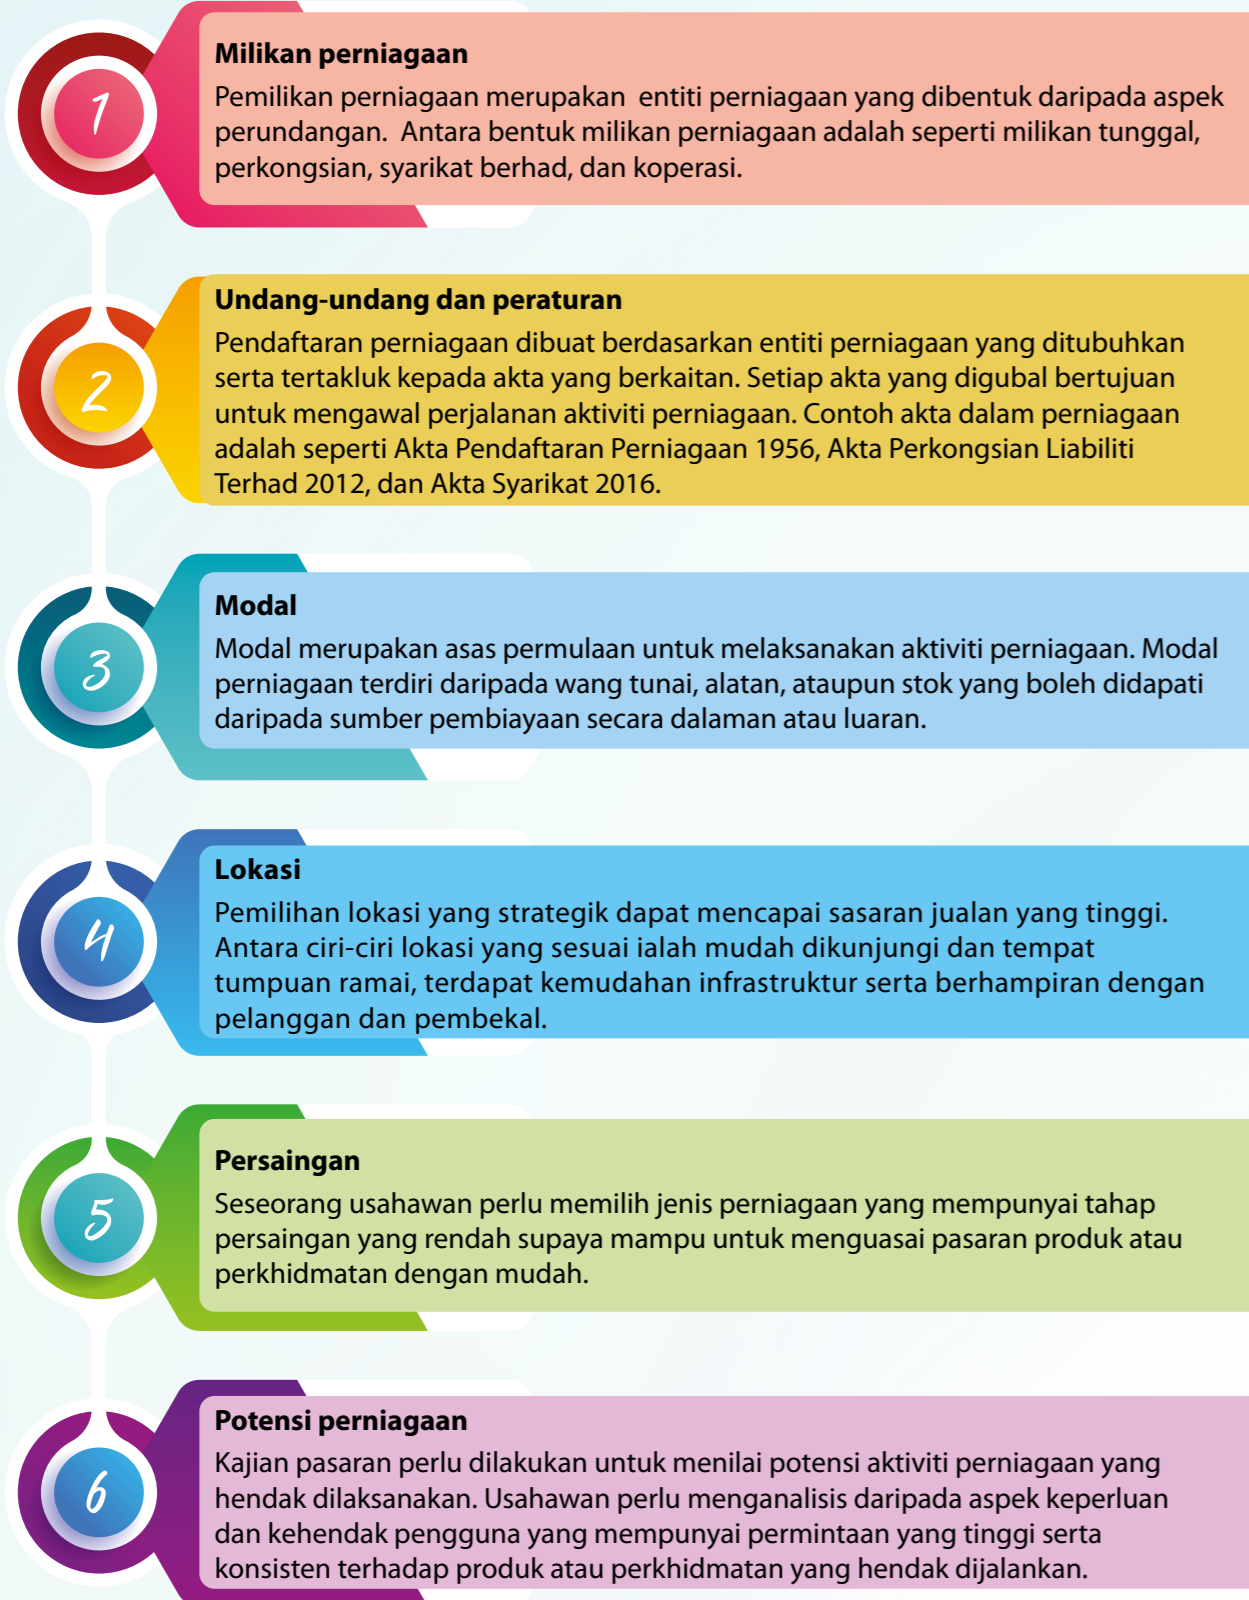 1
Milikan perniagaan
Pemilikan perniagaan merupakan entiti perniagaan yang dibentuk daripada aspek
perundangan. Antara bentuk milikan perniagaan adalah seperti milikan tunggal,
perkongsian, syarikat berhad, dan koperasi.
2
Undang-undang dan peraturan
Pendaftaran perniagaan dibuat berdasarkan entiti perniagaan yang ditubuhkan
serta tertakluk kepada akta yang berkaitan. Setiap akta yang digubal bertujuan
untuk mengawal perjalanan aktiviti perniagaan. Contoh akta dalam perniagaan
adalah seperti Akta Pendaftaran Perniagaan 1956, Akta Perkongsian Liabiliti
Terhad 2012, dan Akta Syarikat 2016.
3
Modal
Modal merupakan asas permulaan untuk melaksanakan aktiviti perniagaan. Modal
perniagaan terdiri daripada wang tunai, alatan, ataupun stok yang boleh didapati
daripada sumber pembiayaan secara dalaman atau luaran.
4
Lokasi
Pemilihan lokasi yang strategik dapat mencapai sasaran jualan yang tinggi.
Antara ciri-ciri lokasi yang sesuai ialah mudah dikunjungi dan tempat
tumpuan ramai, terdapat kemudahan infrastruktur serta berhampiran dengan
pelanggan dan pembekal.
5
Persaingan
Seseorang usahawan perlu memilih jenis perniagaan yang mempunyai tahap
persaingan yang rendah supaya mampu untuk menguasai pasaran produk atau
perkhidmatan dengan mudah.
6
Potensi perniagaan
Kajian pasaran perlu dilakukan untuk menilai potensi aktiviti perniagaan yang
hendak dilaksanakan. Usahawan perlu menganalisis daripada aspek keperluan
dan kehendak pengguna yang mempunyai permintaan yang tinggi serta
konsisten terhadap produk atau perkhidmatan yang hendak dijalankan.